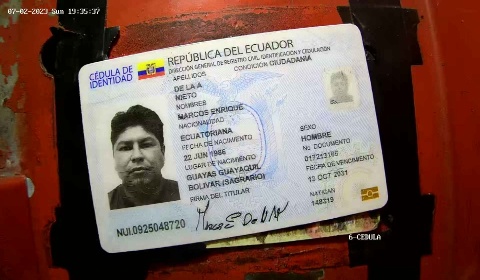 07-02-2023 Sun 19:35:37
REPÚBLICA DEL ECUADOR
DIRECCIÓN GENERAL DE REGISTRO CIVIL, IDENTIFICACIÓN Y CEDULACIÓN
CÉDULA DE
IDENTIDAD
APELLIDOS
CONDICIÓN CIUDADANÍA
DE LA A
NIETO
NOMBRES
MARCOS ENRIQUE
NACIONALIDAD
ECUATORIANA
FECHA DE NACIMIENTO
22 JUN 1986
LUGAR DE NACIMIENTO
GUAYAS GUAYAQUIL
BOLIVAR (SAGRARIO)
FIRMA DEL TITULAR
SEXO
HOMBRE
No. DOCUMENTO
FECHA DE VENCIMIENTO
13 OCT 2031
NAT/CAN
148319
NUI.0925048720
6-CEDULA